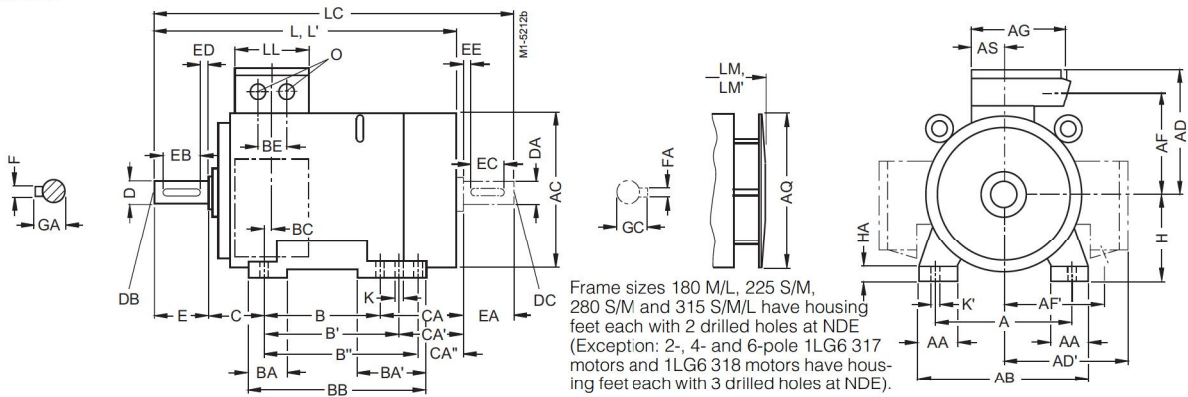 LC
L, L'
LL
ED
O
EE
M1-5212b
BE
EB
EC
DA
AC
F
D
GA
BC
DB
DC
K
E
C
B
CA
EA
B'
CA'
B"
CA"
BA
BA'
BB
LM,
LM'
FA
GC
AQ
Frame sizes 180 M/L, 225 S/M,
280 S/M and 315 S/M/L have housing
feet each with 2 drilled holes at NDE
(Exception: 2-, 4- and 6-pole 1LG6 317
motors and 1LG6 318 motors have hous-
ing feet each with 3 drilled holes at NDE).
AG
AS
AF
AD
HA
H
K'
AF'
A
AA
AA
AD'
AB